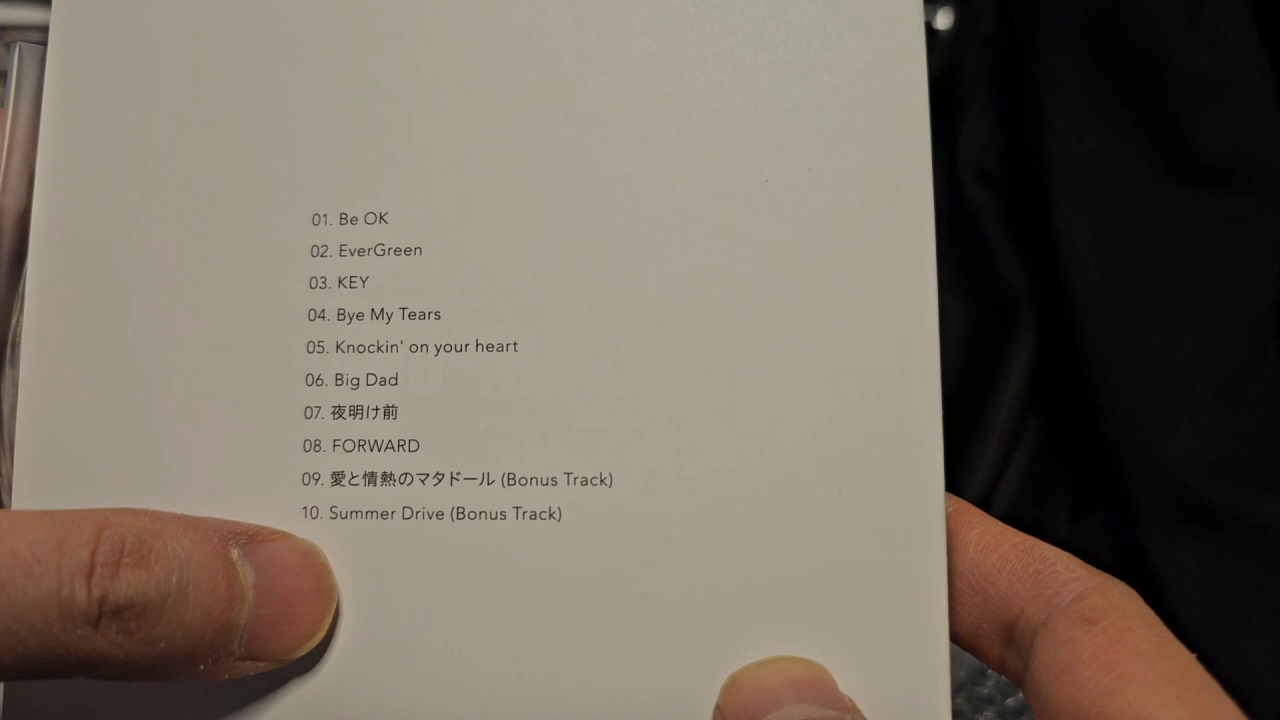 01. Be OK
02. EverGreen
03. KEY
04. Bye My Tears
05. Knockin' on your heart
06. Big Dad
07. 夜明け前
08. FORWARD
09. 愛と情熱のマタドール (Bonus Track)
10. Summer Drive (Bonus Track)